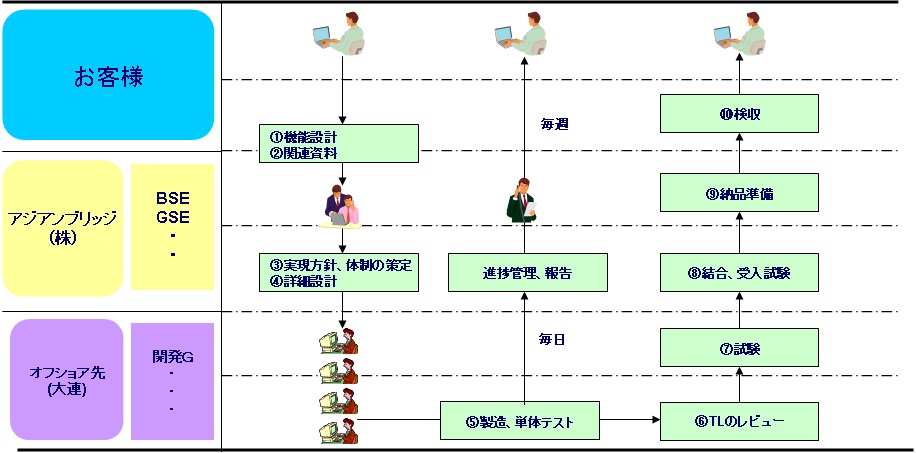 お客様
①機能設計
②関連資料
毎週
⑩検収
アジアンブリッジ
(株)
BSE
GSE
・
・
③実現方針、体制の策定
④詳細設計
進捗管理、報告
⑨納品準備
⑧結合、受入試験
オフショア先
(大連)
開発G
・
・
・
毎日
⑦試験
⑤製造、単体テスト
⑥TLのレビュー